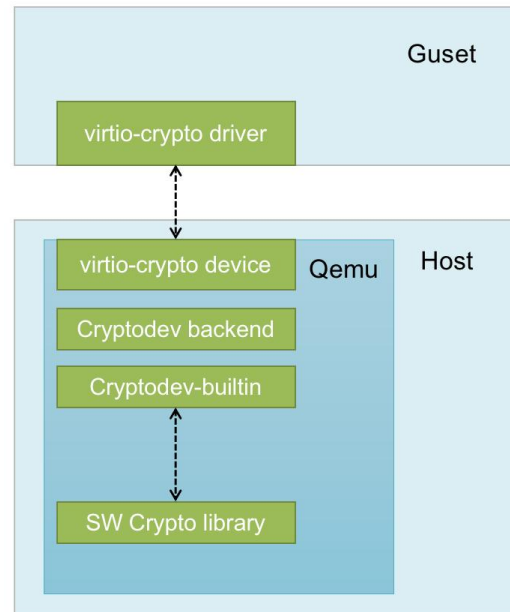 Guset
virtio-crypto driver
virtio-crypto device
Qemu
Host
Cryptodev backend
Cryptodev-builtin
SW Crypto library